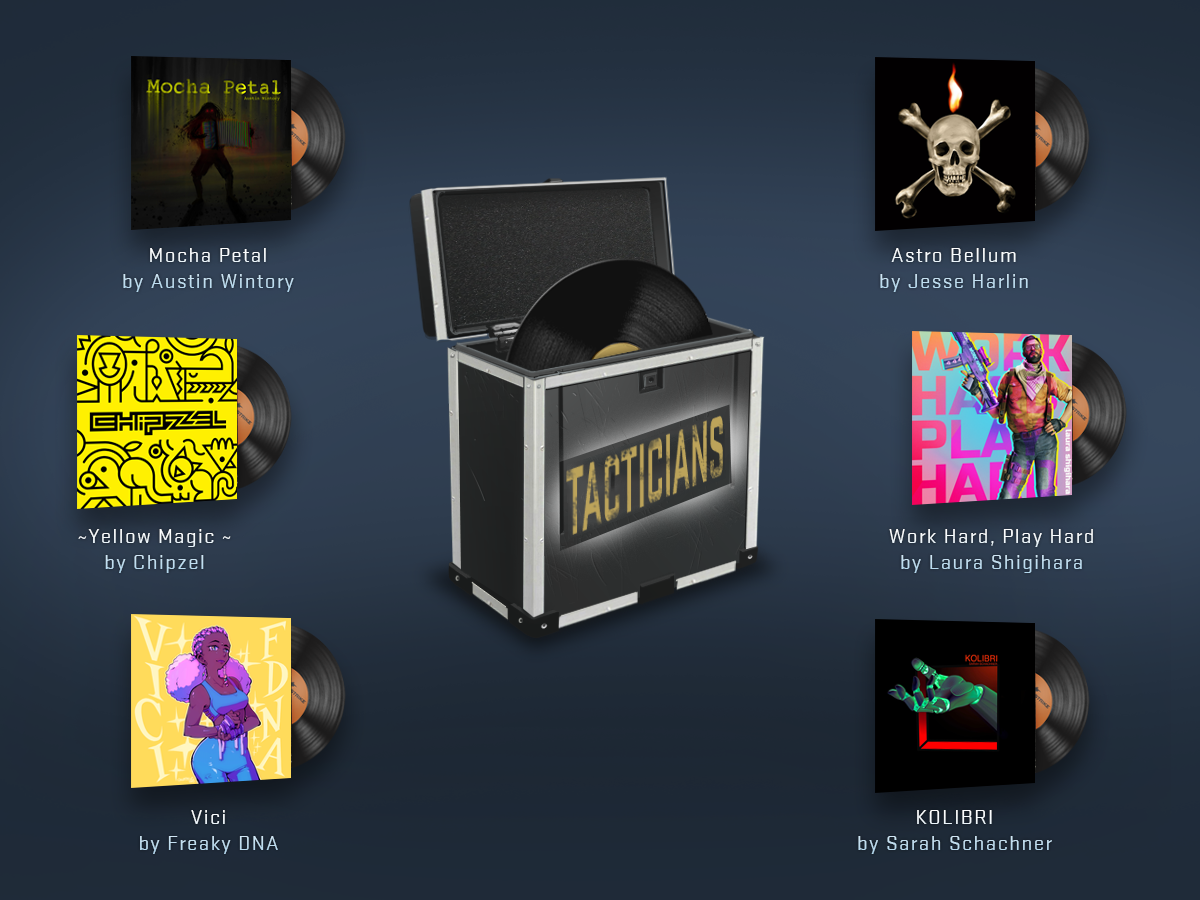 Mocha Petal
Austin Wintory
Mocha Petal
by Austin Wintory
CHIPZEL
~Yellow Magic ~
by Chipzel
VICI
FDNA
Vici
by Freaky DNA
TACTICIANS
Astro Bellum
by Jesse Harlin
WORK
HARD
PLAY
HARD
laura shigihara
Work Hard, Play Hard
by Laura Shigihara
KOLIBRI
KOLIBRI
by Sarah Schachner